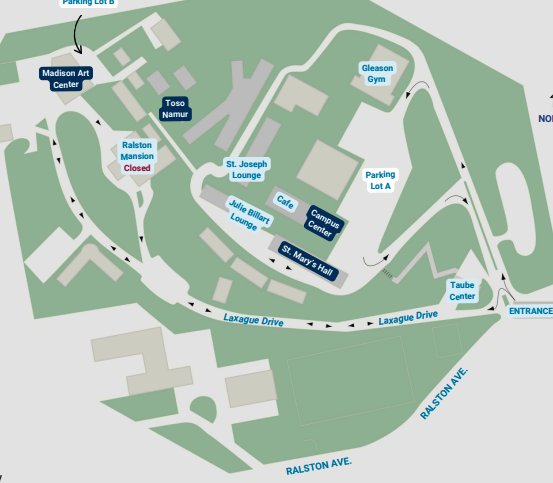 Parking Lot B
Madison Art
Center
Toso
Namur
Gleason
Gym
Ralston
Mansion
Closed
St. Joseph
Lounge
Parking
Lot A
Julie Billart
Lounge
Cafe
Campus
Center
St. Mary's Hall
Taube
Center
ENTRANCE
Laxague Drive
Laxague Drive
RALSTON AVE.
RALSTON AVE.